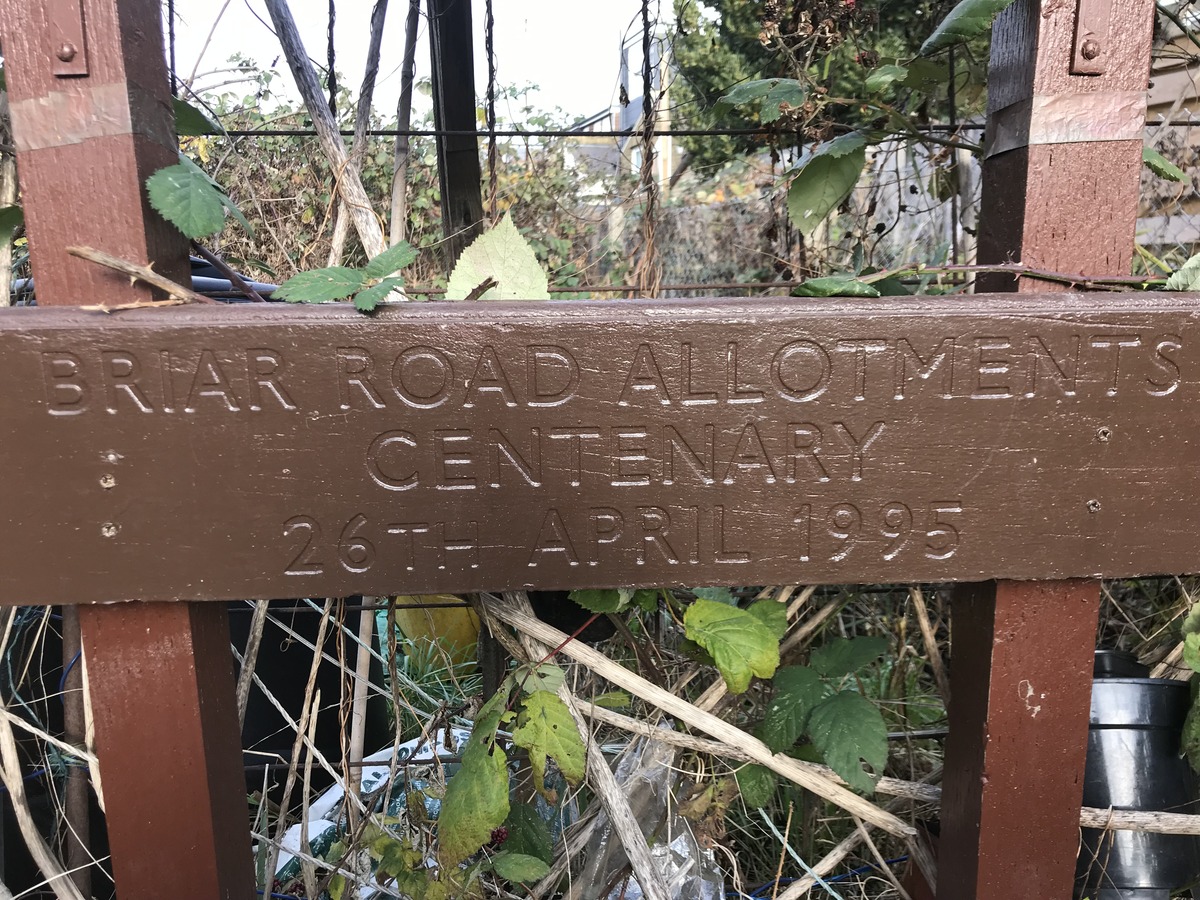 BRIAR ROAD ALLOTMENTS
CENTENARY
26TH APRIL 1995